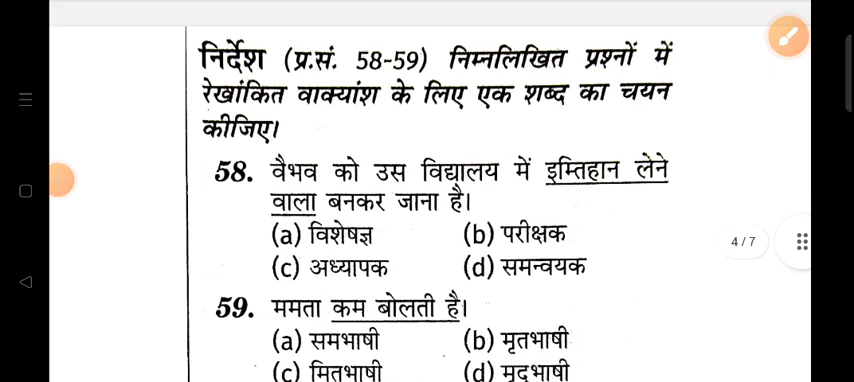 निर्देश (प्र.सं. 58-59) निम्नलिखित प्रश्नों में
रेखांकित वाक्यांश के लिए एक शब्द का चयन
कीजिए।
58. वैभव को उस विद्यालय में इम्तिहान लेने
वाला बनकर जाना है।
(a) विशेषज्ञ (b) परीक्षक
(c) अध्यापक (d) समन्वयक
4 / 7
59. ममता कम बोलती है।
(a) समभाषी (b) मृतभाषी
(c) मितभाषी (d) मृदुभाषी